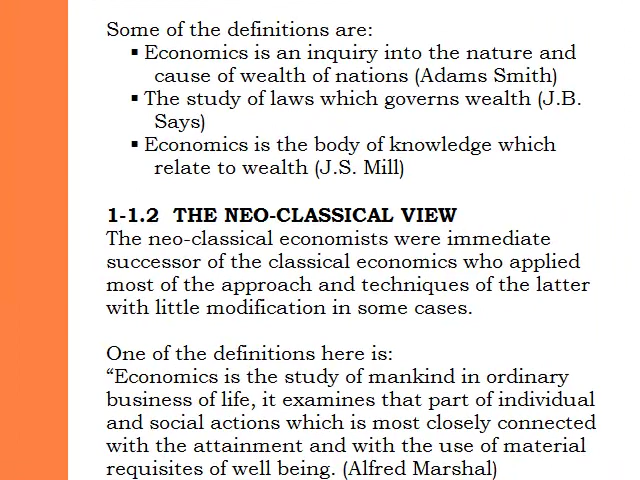 Some of the definitions are:
▪ Economics is an inquiry into the nature and
cause of wealth of nations (Adams Smith)
▪ The study of laws which governs wealth (J.B.
Says)
▪ Economics is the body of knowledge which
relate to wealth (J.S. Mill)
1-1.2 THE NEO-CLASSICAL VIEW
The neo-classical economists were immediate
successor of the classical economics who applied
most of the approach and techniques of the latter
with little modification in some cases.
One of the definitions here is:
“Economics is the study of mankind in ordinary
business of life, it examines that part of individual
and social actions which is most closely connected
with the attainment and with the use of material
requisites of well being. (Alfred Marshal)